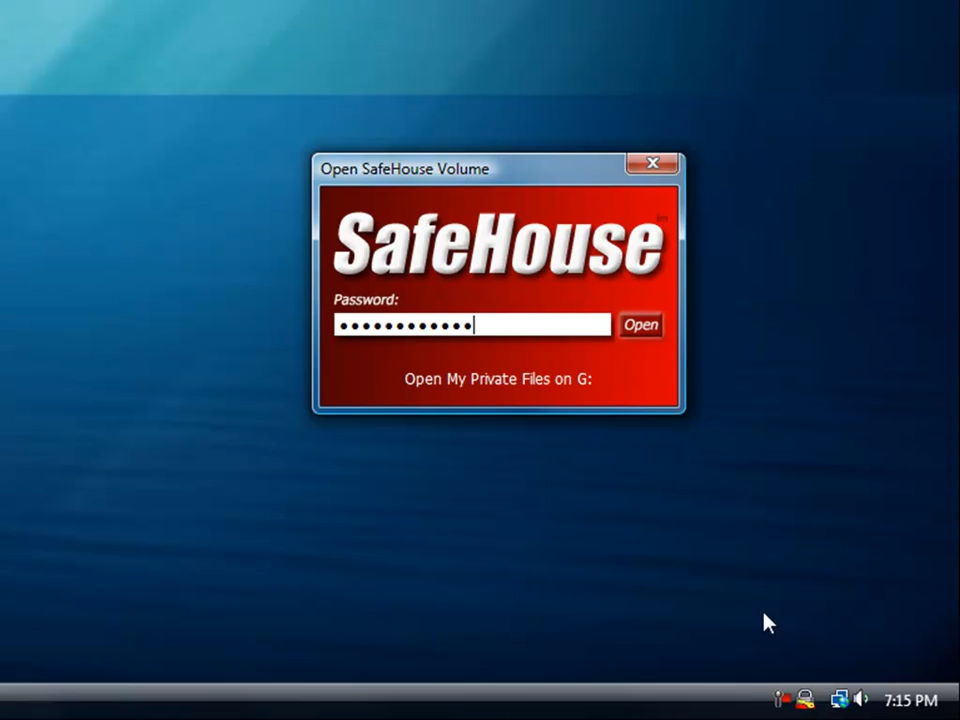 Open SafeHouse Volume
SafeHouse
Password:
●●●●●●●●●●●●
Open
Open My Private Files on G:
7:15 PM